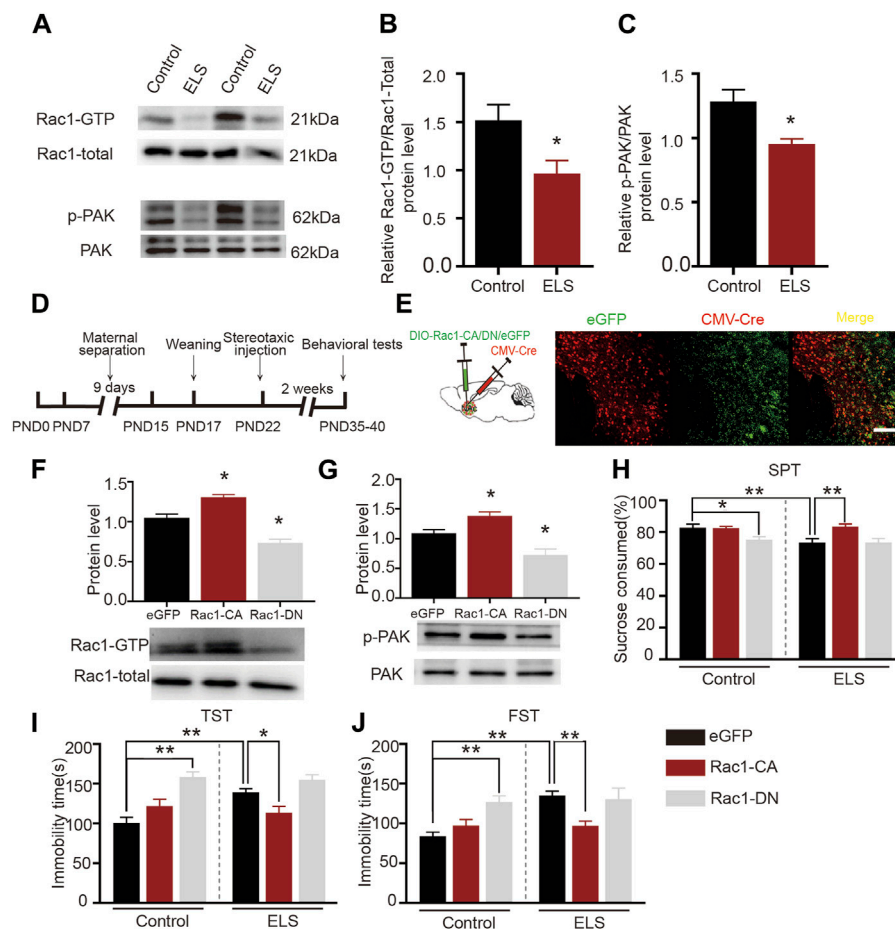 A
Control
ELS
Control
ELS
Rac1-GTP
21kDa
Rac1-total
21kDa
p-PAK
62kDa
PAK
62kDa
B
Relative Rac1-GTP/Rac1-Total
protein level
2.0
1.5
1.0
0.5
0.0
*
Control
ELS
C
Relative p-PAK/PAK
protein level
1.5
1.0
0.5
0.0
*
Control
ELS
D
Maternal
separation
Weaning
Stereotaxic
injection
Behavioral tests
9 days
2 weeks
PND0 PND7
PND15
PND17
PND22
PND35-40
E
DIO-Rac1-CA/DN/eGFP
CMV-Cre
eGFP
CMV-Cre
Merge
F
Protein level
1.5
1.0
0.5
0.0
*
*
eGFP
Rac1-CA
Rac1-DN
Rac1-GTP
Rac1-total
G
Protein level
2.0
1.5
1.0
0.5
0.0
*
*
eGFP
Rac1-CA
Rac1-DN
p-PAK
PAK
H
SPT
Sucrose consumed(%)
100
80
60
40
20
0
**
*
**
Control
ELS
I
TST
Immobility time(s)
200
150
100
50
0
**
**
*
Control
ELS
J
FST
Immobility time(s)
200
150
100
50
0
**
**
**
Control
ELS
eGFP
Rac1-CA
Rac1-DN